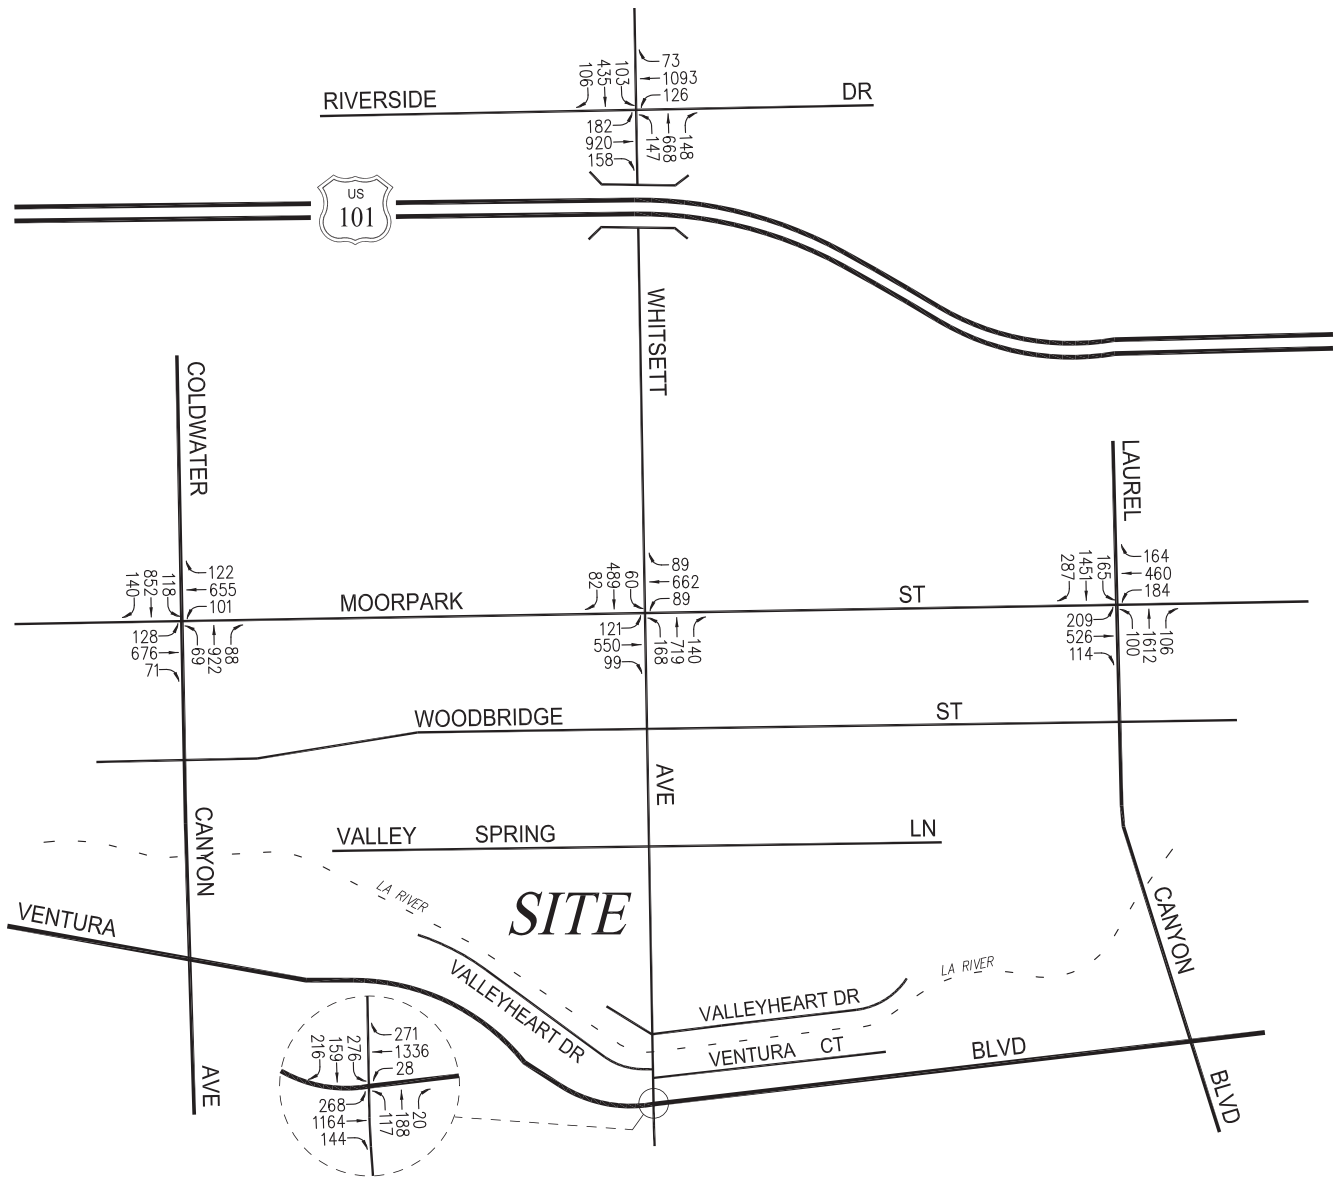 73
1093
126
103
435
106
RIVERSIDE DR
182
920
158
147
668
148
US
101
WHITSETT
COLDWATER
LAUREL
122
655
101
118
852
140
MOORPARK ST
128
676
71
69
922
88
89
662
89
60
489
82
121
550
99
168
719
140
164
460
184
165
1451
287
209
526
114
100
1612
106
WOODBRIDGE ST
AVE
CANYON
VALLEY SPRING LN
LA RIVER
SITE
VENTURA
CANYON
LA RIVER
VALLEYHEART DR
VALLEYHEART DR
VENTURA CT
BLVD
AVE
BLVD
271
1336
28
276
159
216
268
1164
144
117
188
20